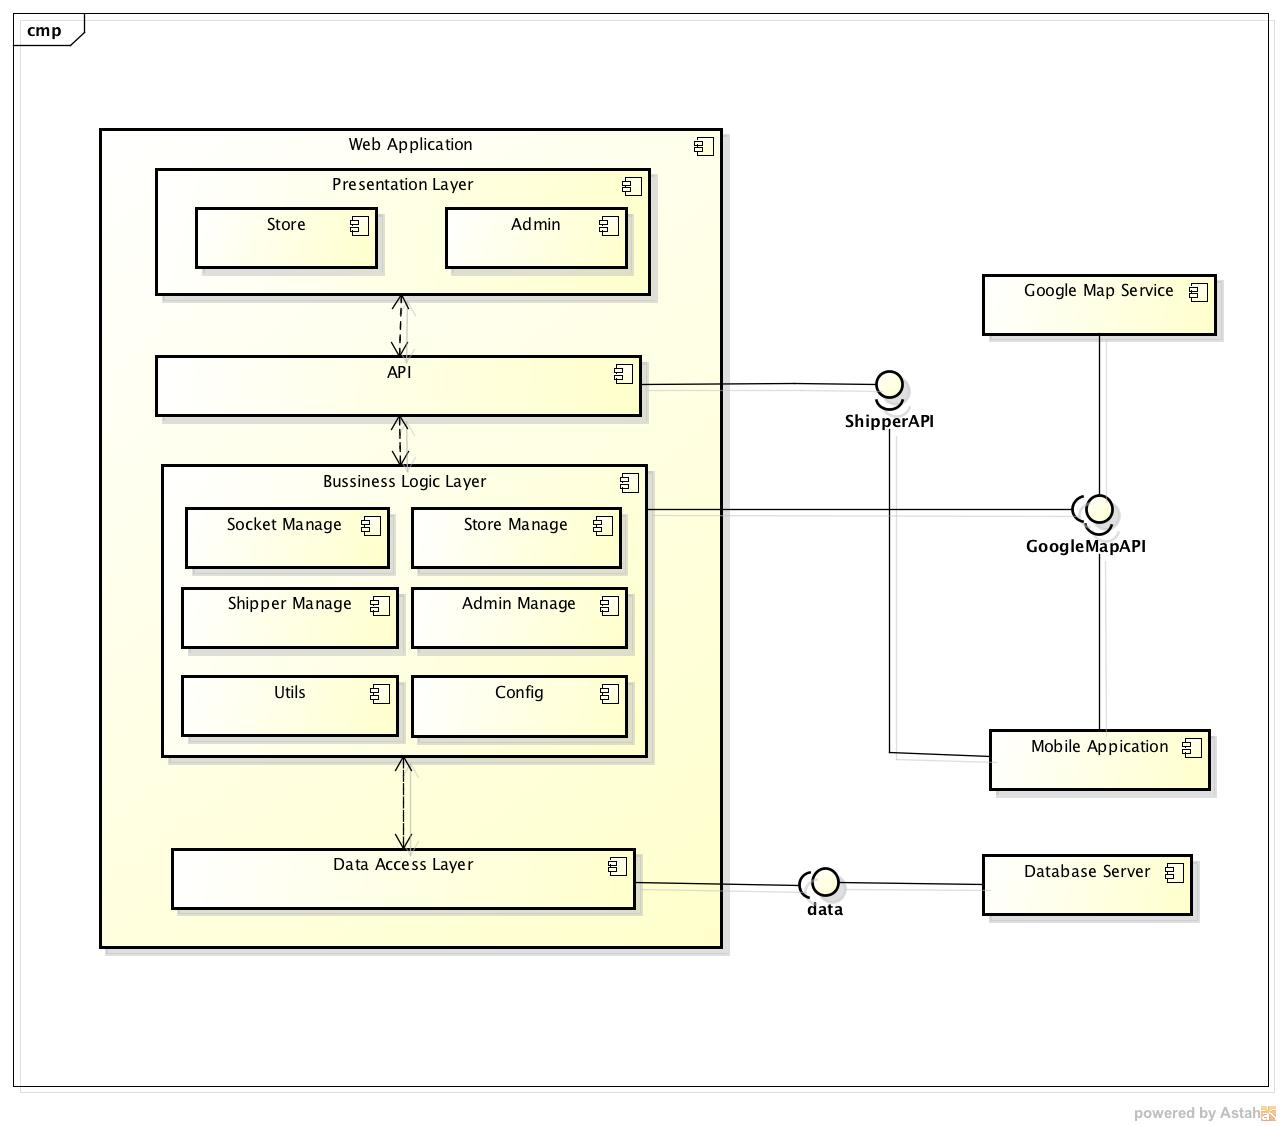 cmp
Web Application
Presentation Layer
Store
Admin
API
Bussiness Logic Layer
Socket Manage
Store Manage
Shipper Manage
Admin Manage
Utils
Config
Data Access Layer
Google Map Service
ShipperAPI
GoogleMapAPI
Mobile Appication
data
Database Server
powered by Astah